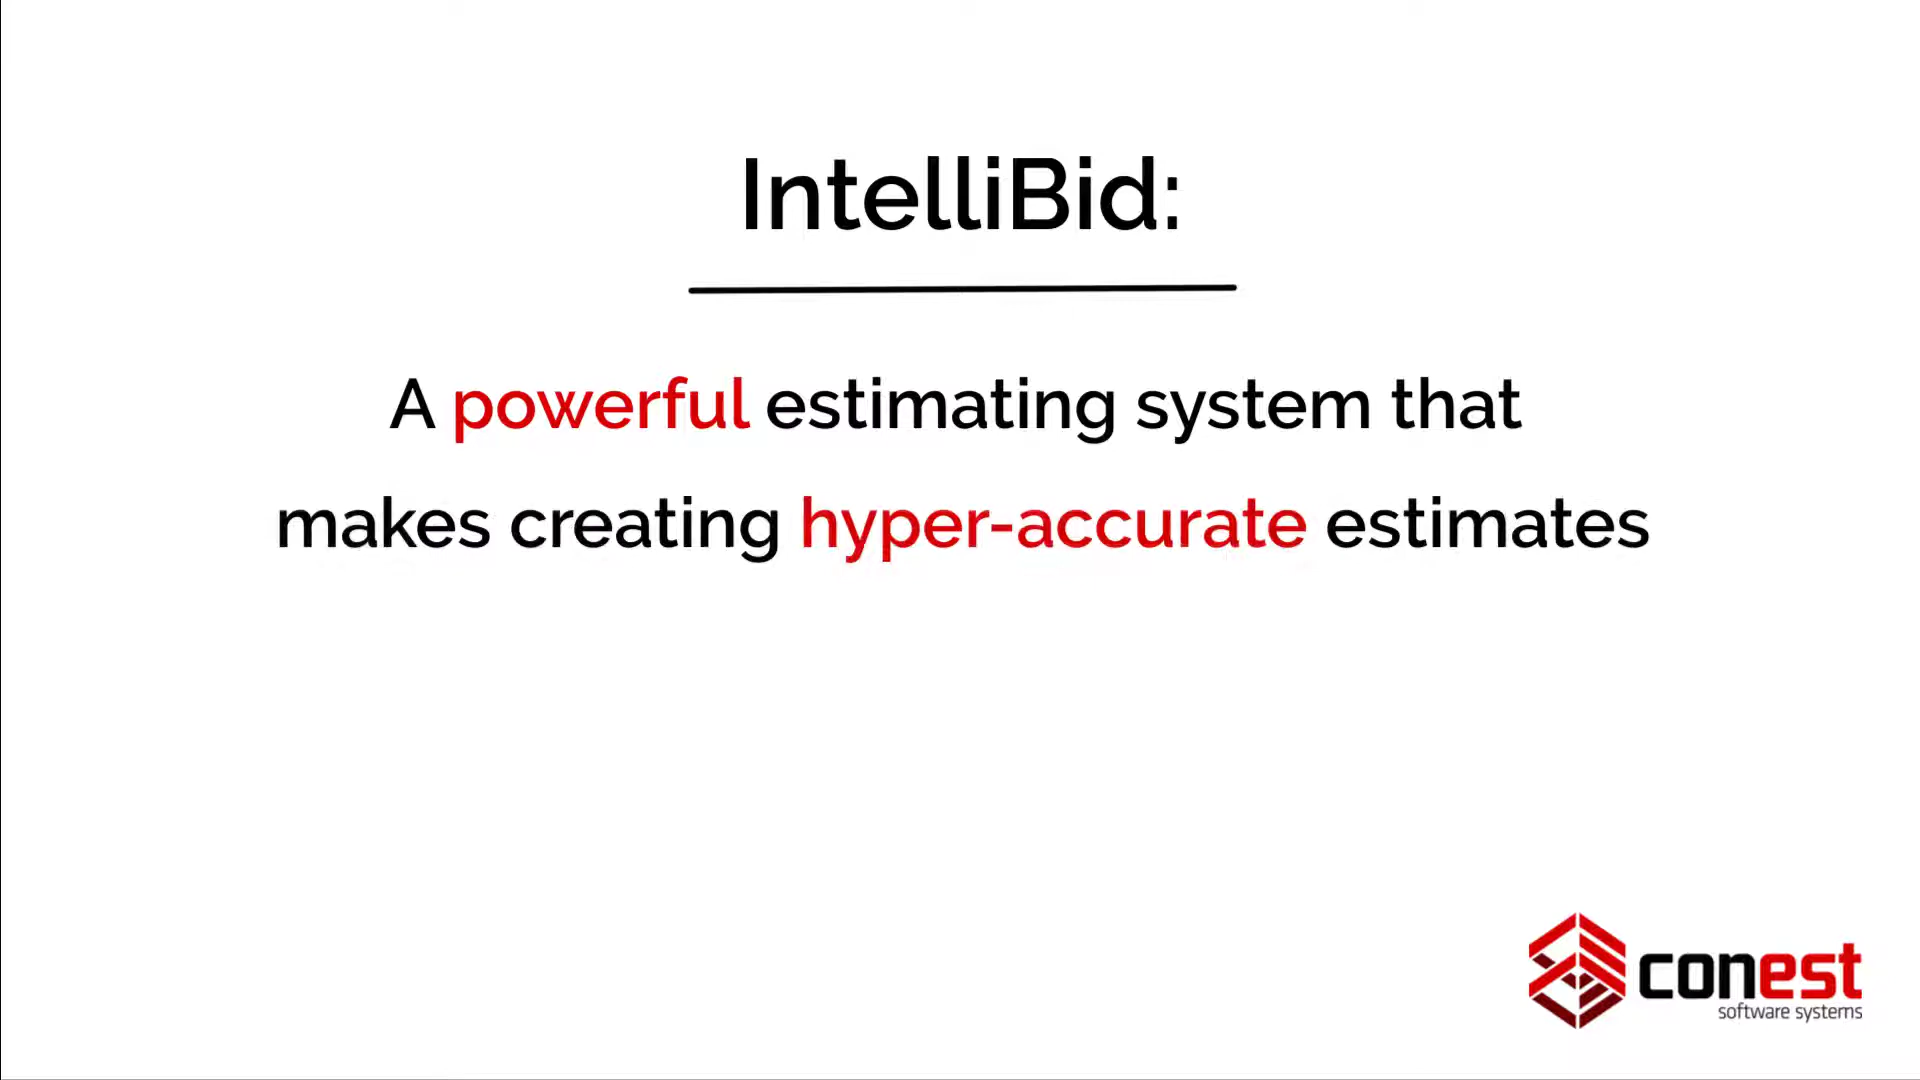 IntelliBid:
A powerful estimating system that
makes creating hyper-accurate estimates
conest
software systems